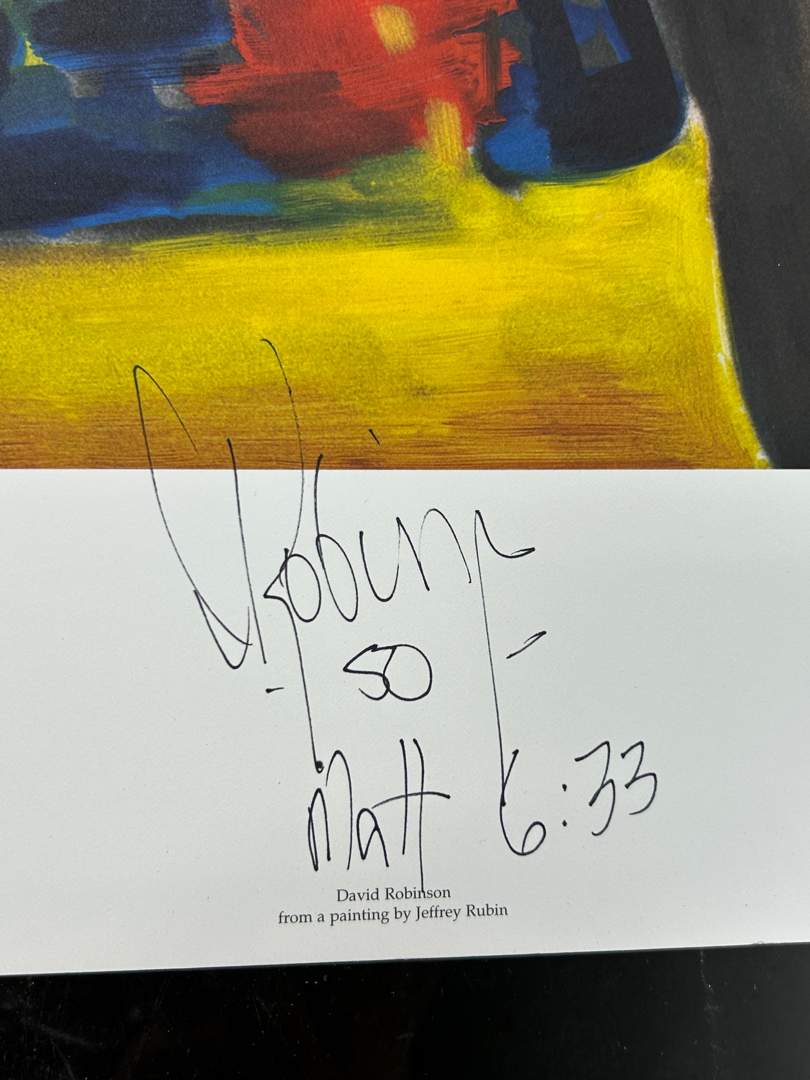 D Robinson
50
Matt 6:33
David Robinson
from a painting by Jeffrey Rubin